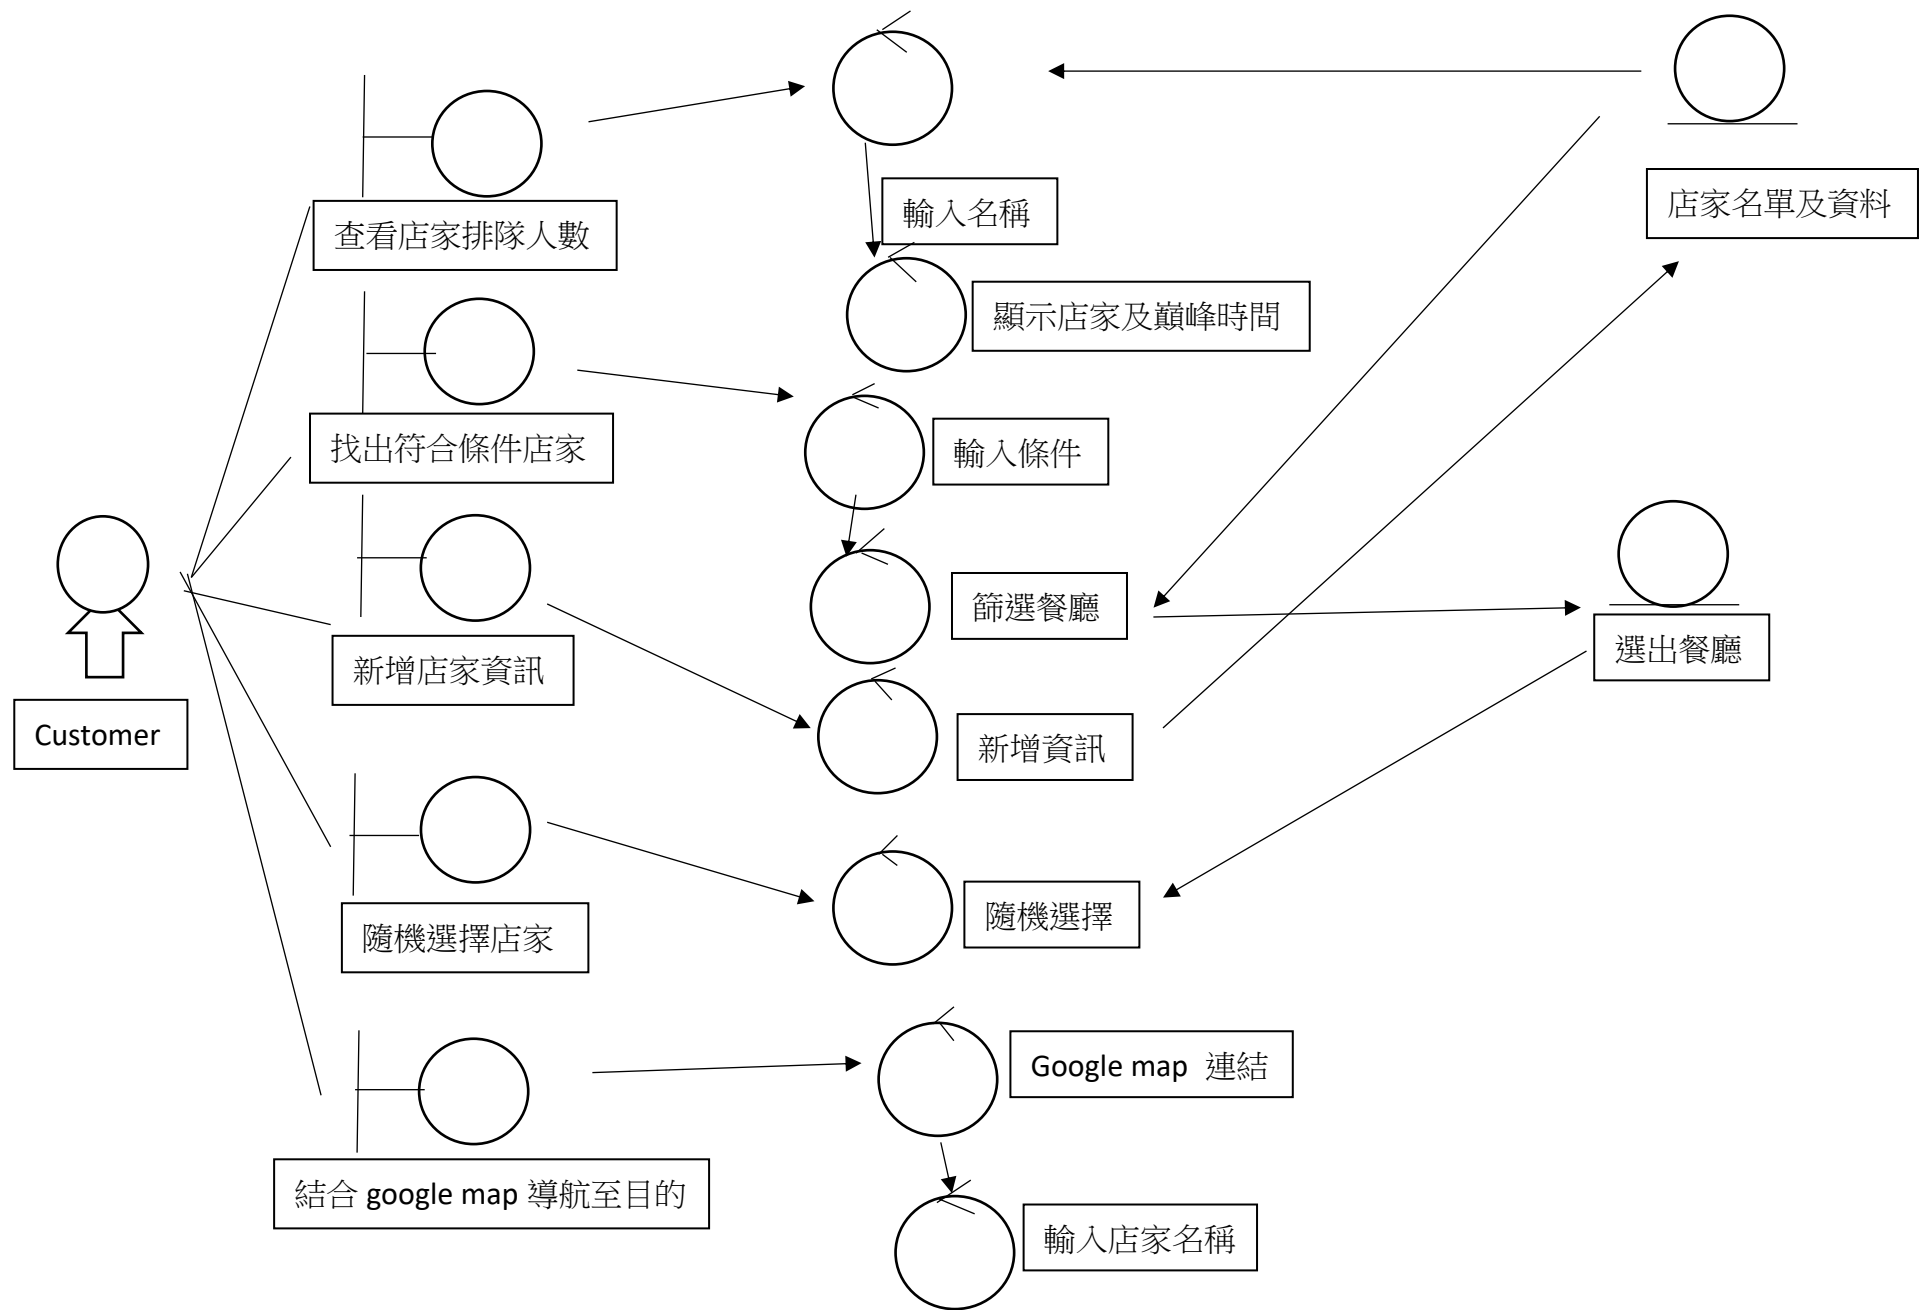 輸入名稱
店家名單及資料
查看店家排隊人數
顯示店家及巔峰時間
找出符合條件店家
輸入條件
篩選餐廳
選出餐廳
新增店家資訊
Customer
新增資訊
隨機選擇店家
隨機選擇
Google map 連結
結合 google map 導航至目的
輸入店家名稱